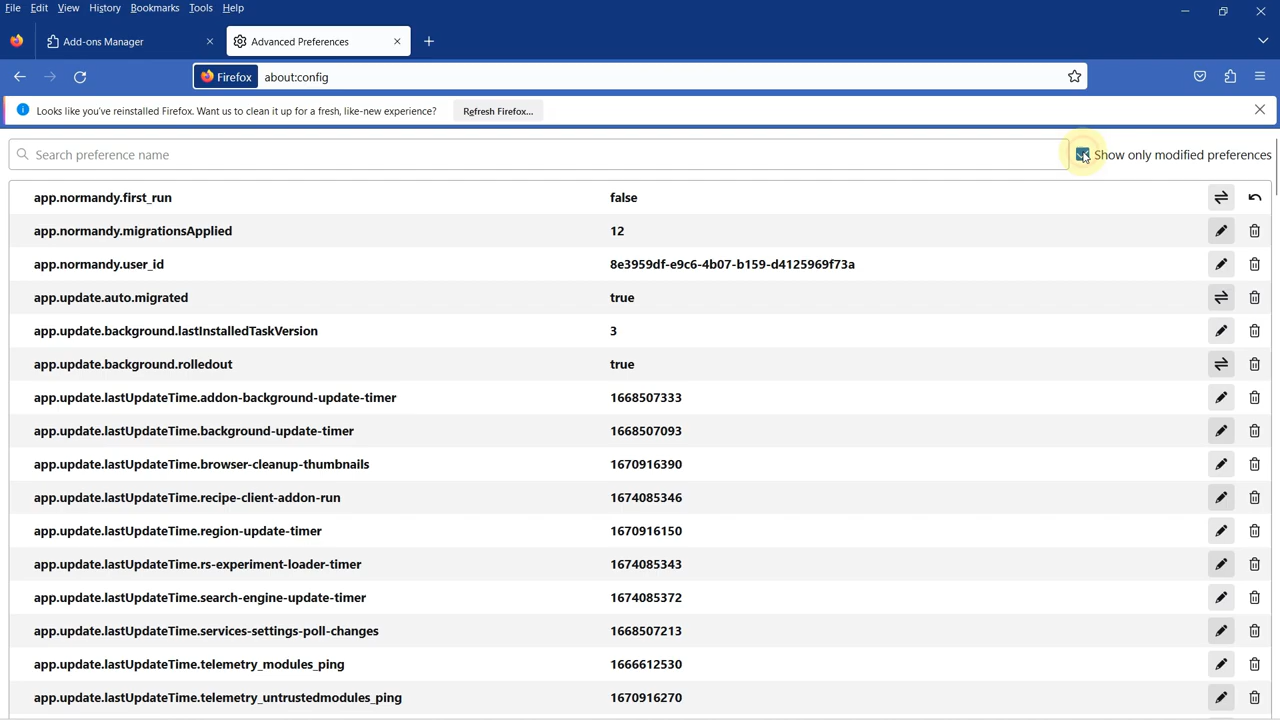 File Edit View History Bookmarks Tools Help
Add-ons Manager
Advanced Preferences
Firefox about:config
Looks like you've reinstalled Firefox. Want us to clean it up for a fresh, like-new experience? Refresh Firefox...
Search preference name
Show only modified preferences
app.normandy.first_run false
app.normandy.migrationsApplied 12
app.normandy.user_id 8e3959df-e9c6-4b07-b159-d4125969f73a
app.update.auto.migrated true
app.update.background.lastInstalledTaskVersion 3
app.update.background.rolledout true
app.update.lastUpdateTime.addon-background-update-timer 1668507333
app.update.lastUpdateTime.background-update-timer 1668507093
app.update.lastUpdateTime.browser-cleanup-thumbnails 1670916390
app.update.lastUpdateTime.recipe-client-addon-run 1674085346
app.update.lastUpdateTime.region-update-timer 1670916150
app.update.lastUpdateTime.rs-experiment-loader-timer 1674085343
app.update.lastUpdateTime.search-engine-update-timer 1674085372
app.update.lastUpdateTime.services-settings-poll-changes 1668507213
app.update.lastUpdateTime.telemetry_modules_ping 1666612530
app.update.lastUpdateTime.telemetry_untrustedmodules_ping 1670916270